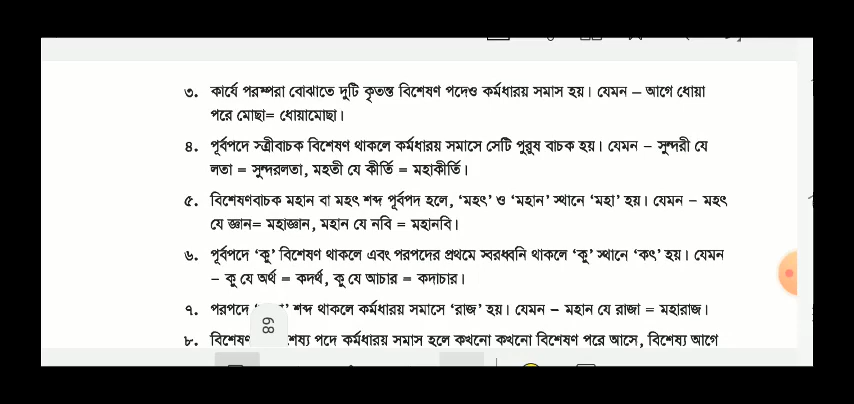 ৩. কার্যে পরম্পরা বোঝাতে দুটি কৃতন্ত বিশেষণ পদেও কর্মধারয় সমাস হয়। যেমন – আগে ধোয়া
পরে মোছা= ধোয়ামোছা।
৪. পূর্বপদে স্ত্রীবাচক বিশেষণ থাকলে কর্মধারয় সমাসে সেটি পুরুষ বাচক হয়। যেমন – সুন্দরী যে
লতা = সুন্দরলতা, মহতী যে কীর্তি = মহাকীর্তি।
৫. বিশেষণবাচক মহান বা মহৎ শব্দ পূর্বপদ হলে, ‘মহৎ’ ও ‘মহান’ স্থানে ‘মহা’ হয়। যেমন – মহৎ
যে জ্ঞান= মহাজ্ঞান, মহান যে নবি = মহানবি।
৬. পূর্বপদে ‘কু’ বিশেষণ থাকলে এবং পরপদের প্রথমে স্বরধ্বনি থাকলে ‘কু’ স্থানে ‘কৎ’ হয়। যেমন
– কু যে অর্থ = কদর্থ, কু যে আচার = কদাচার।
৭. পরপদে শব্দ থাকলে কর্মধারয় সমাসে ‘রাজ’ হয়। যেমন – মহান যে রাজা = মহারাজ।
৮. বিশেষণ পদে কর্মধারয় সমাস হলে কখনো কখনো বিশেষণ পরে আসে, বিশেষ্য আগে
68